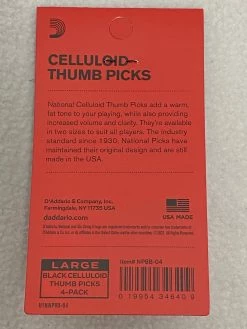 CELLULOID
THUMB PICKS
National Celluloid Thumb Picks add a warm,
fat tone to your playing, while also providing
increased volume and clarity. They're available
in two sizes to suit all players. The industry
standard since 1930, National Picks have
maintained their original design and are still
made in the USA.
D'Addario & Company, Inc.
Farmingdale, NY 11735 USA
daddario.com
USA MADE
LARGE
BLACK CELLULOID
THUMB PICKS
4-PACK
Item# NP8B-04
0 19954 34640 9